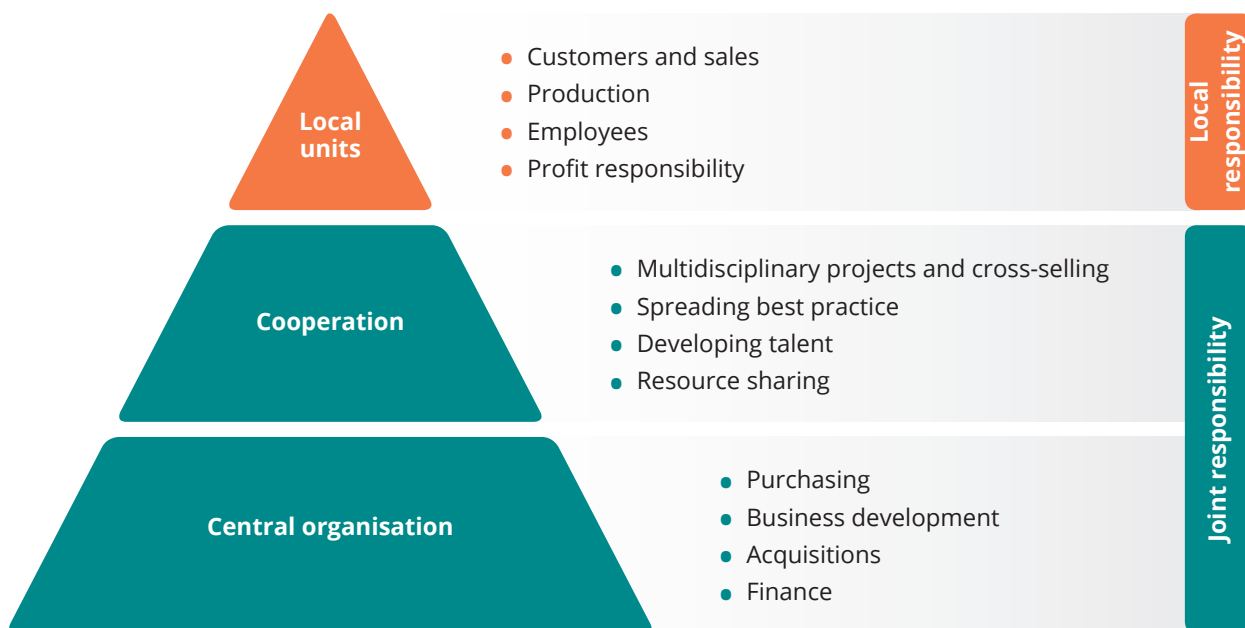 Local
units
Customers and sales
Production
Employees
Profit responsibility
Local
responsibility
Cooperation
Multidisciplinary projects and cross-selling
Spreading best practice
Developing talent
Resource sharing
Central organisation
Purchasing
Business development
Acquisitions
Finance
Joint responsibility